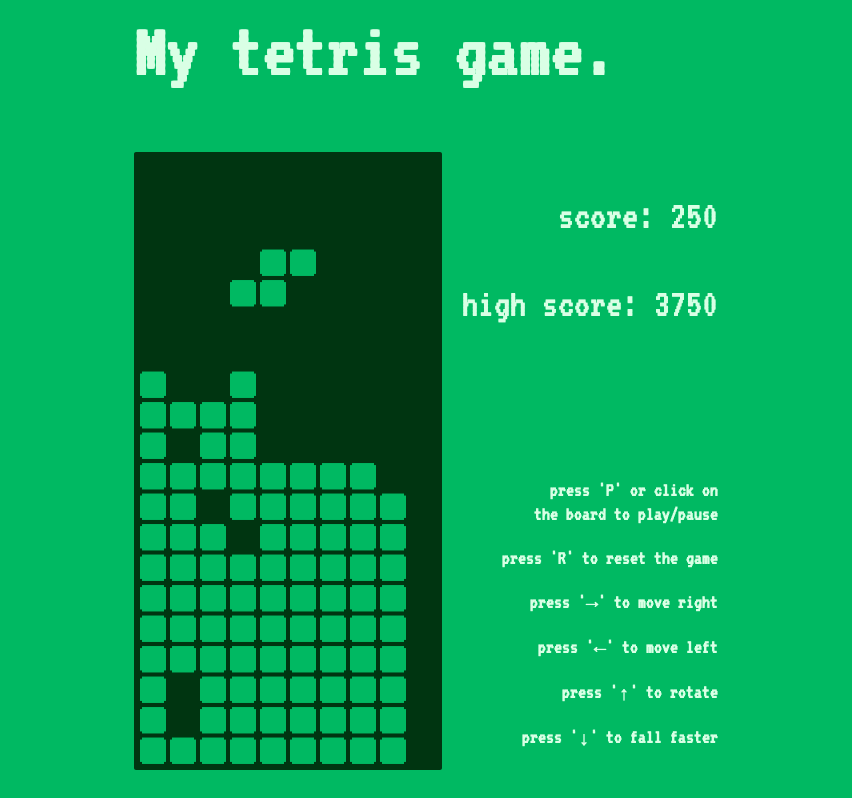 My tetris game.
score: 250
high score: 3750
press 'P' or click on
the board to play/pause
press 'R' to reset the game
press '→' to move right
press '←' to move left
press '↑' to rotate
press '↓' to fall faster